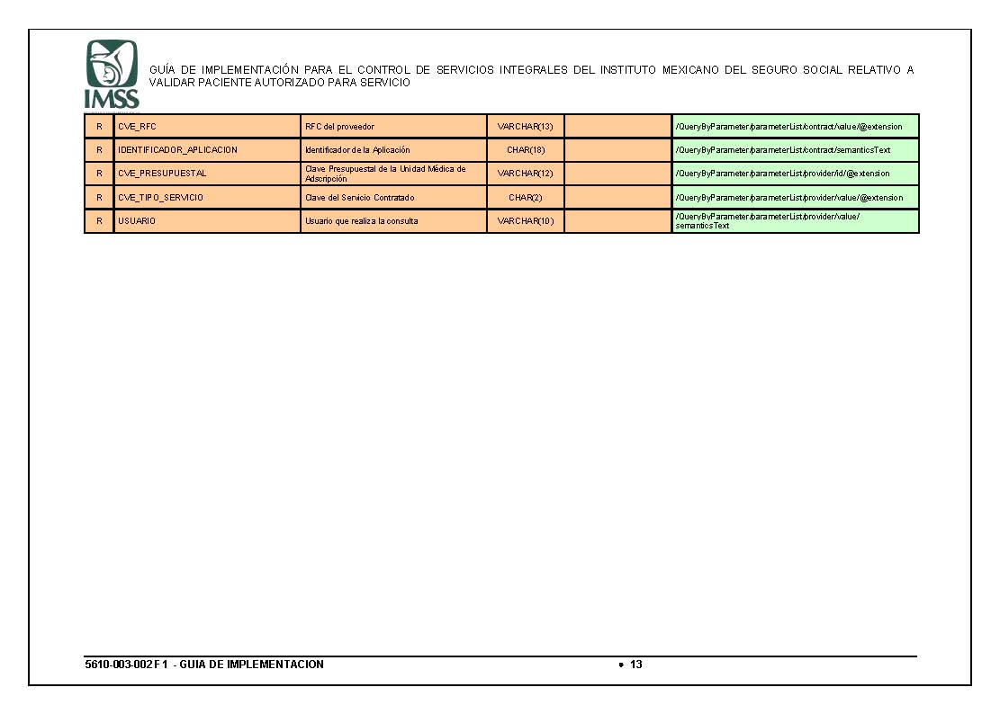 GUÍA DE IMPLEMENTACIÓN PARA EL CONTROL DE SERVICIOS INTEGRALES DEL INSTITUTO MEXICANO DEL SEGURO SOCIAL RELATIVO A
VALIDAR PACIENTE AUTORIZADO PARA SERVICIO
IMSS
R CVE_RFC RFC del proveedor VARCHAR(13) /QueryByParameter/parameterList/contract/value/@extension
R IDENTIFICADOR_APLICACION Identificador de la Aplicación CHAR(18) /QueryByParameter/parameterList/contract/semanticsText
R CVE_PRESUPUESTAL Clave Presupuestal de la Unidad Médica de
Adscripción VARCHAR(12) /QueryByParameter/parameterList/provider/id/@extension
R CVE_TIPO_SERVICIO Clave del Servicio Contratado CHAR(2) /QueryByParameter/parameterList/provider/value/@extension
R USUARIO Usuario que realiza la consulta VARCHAR(10) /QueryByParameter/parameterList/provider/value/
semanticsText
5610-003-002 F 1 - GUIA DE IMPLEMENTACION • 13